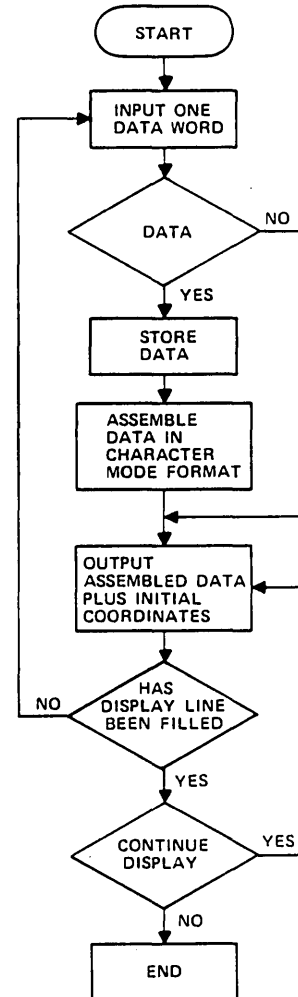 START
INPUT ONE
DATA WORD
DATA
NO
YES
STORE
DATA
ASSEMBLE
DATA IN
CHARACTER
MODE FORMAT
OUTPUT
ASSEMBLED DATA
PLUS INITIAL
COORDINATES
HAS
NO
DISPLAY LINE
BEEN FILLED
YES
CONTINUE
YES
DISPLAY
NO
END